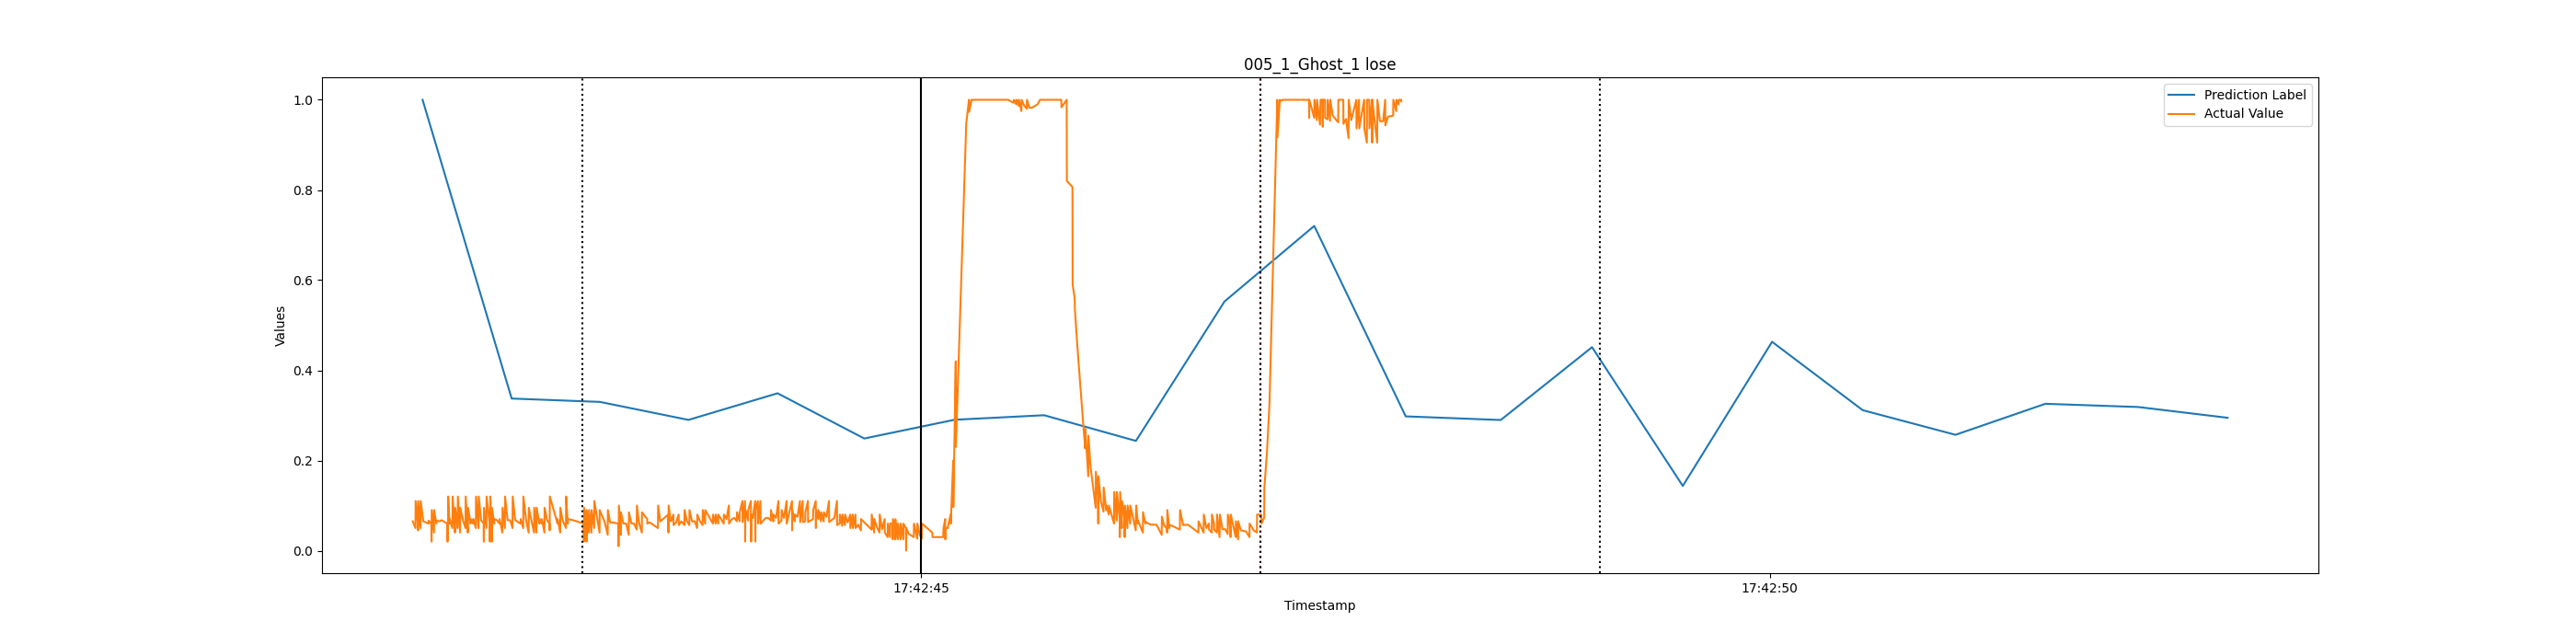 005_1_Ghost_1 lose
Prediction Label
Actual Value
1.0
0.8
0.6
0.4
0.2
0.0
Values
17:42:45
17:42:50
Timestamp